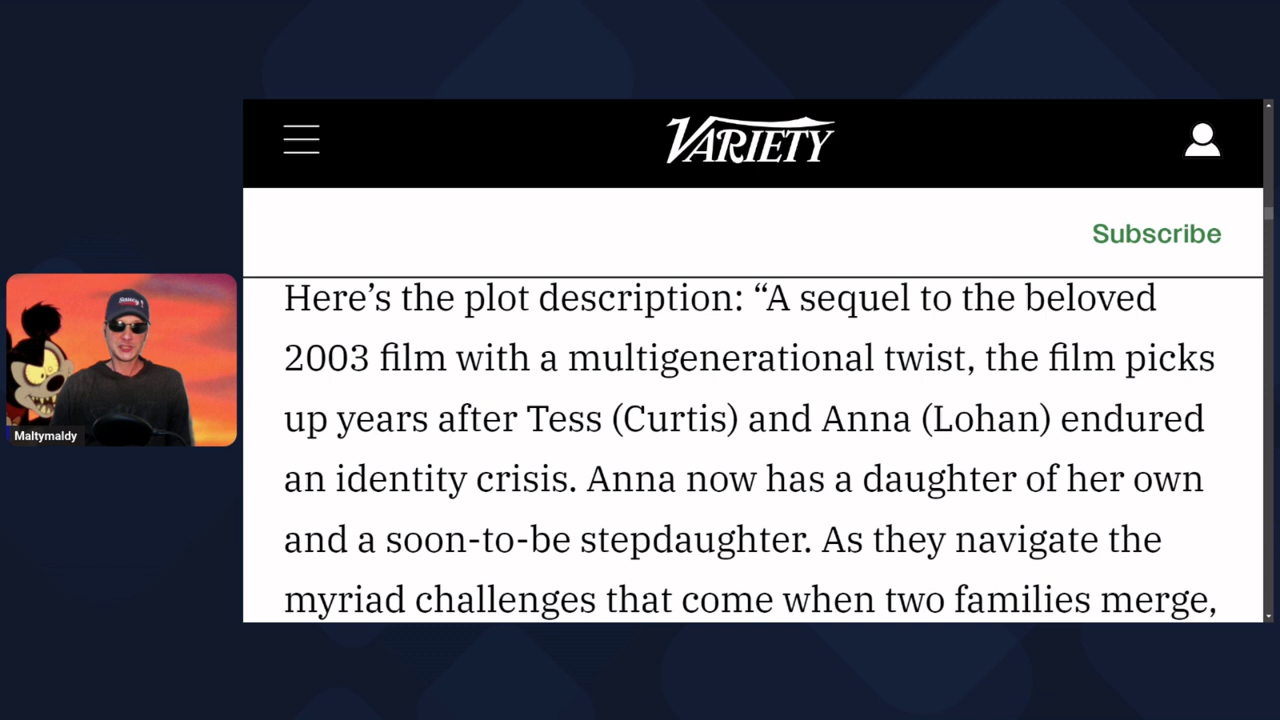 VARIETY
Subscribe
Here’s the plot description: “A sequel to the beloved
2003 film with a multigenerational twist, the film picks
up years after Tess (Curtis) and Anna (Lohan) endured
an identity crisis. Anna now has a daughter of her own
and a soon-to-be stepdaughter. As they navigate the
myriad challenges that come when two families merge,
Maltymaldy